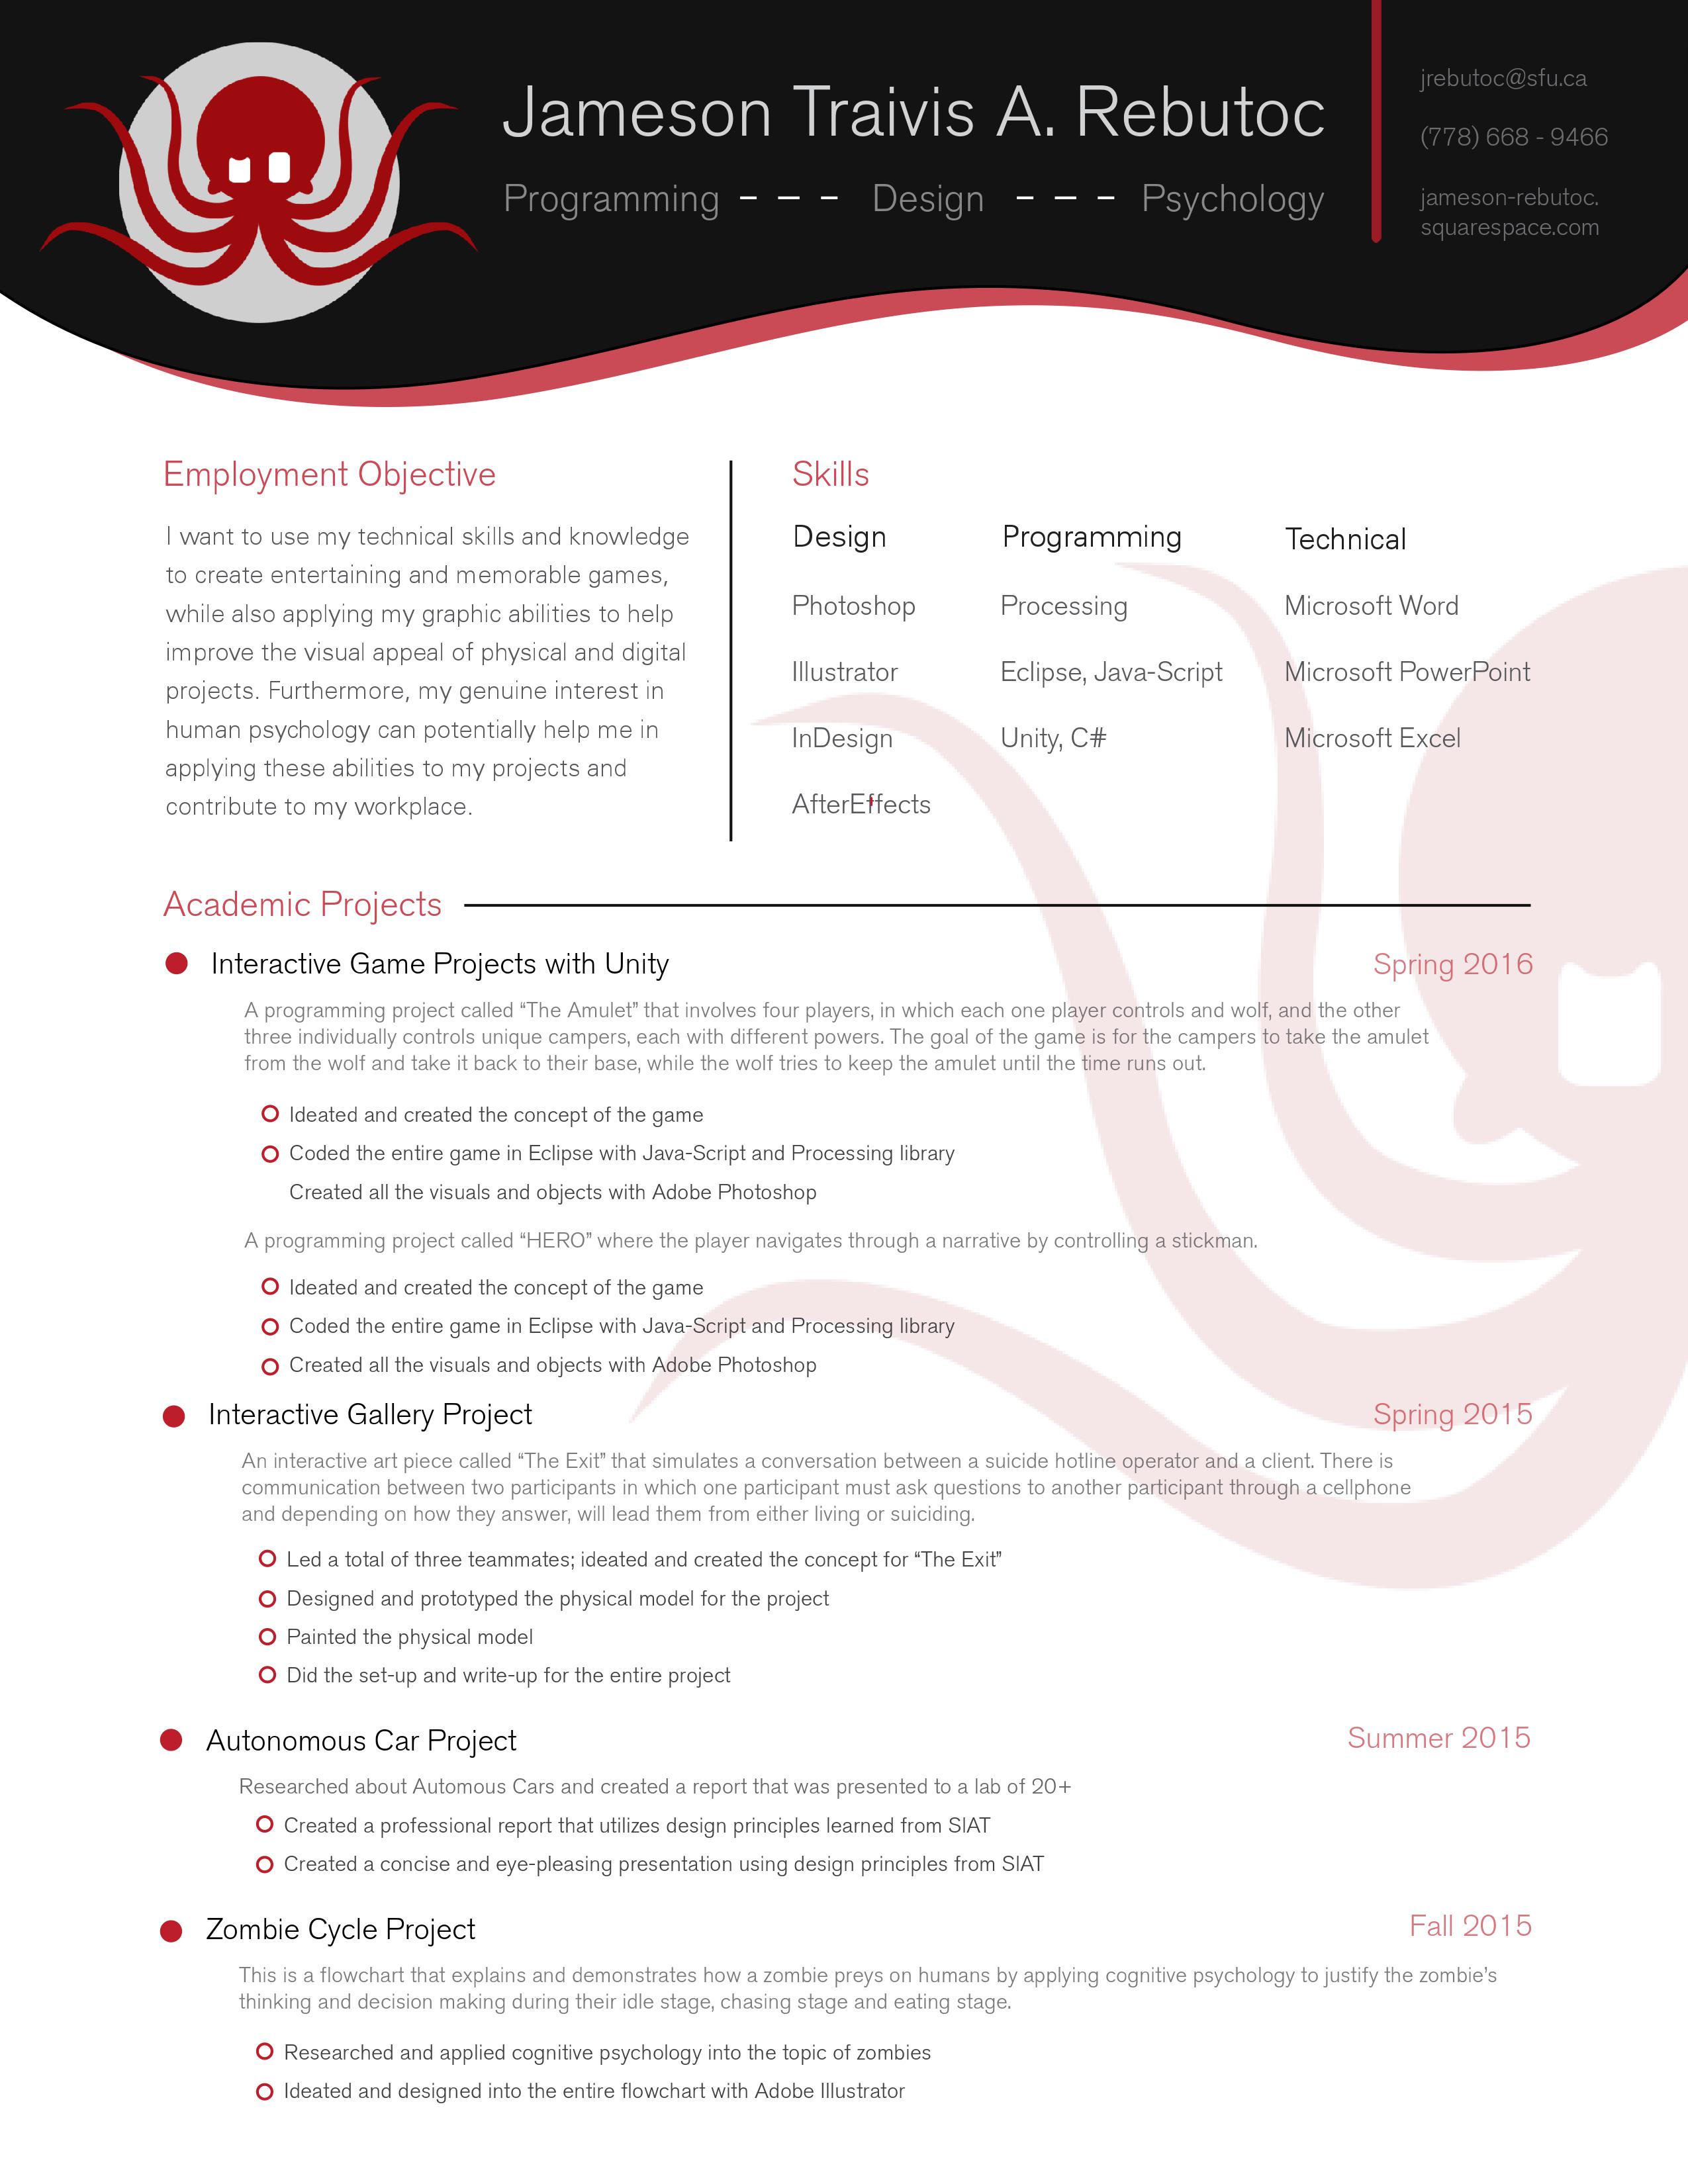 Jameson Traivis A. Rebutoc
Programming – – – Design – – – Psychology
jrebutoc@sfu.ca
(778) 668 - 9466
jameson-rebutoc.
squarespace.com
Employment Objective
I want to use my technical skills and knowledge
to create entertaining and memorable games,
while also applying my graphic abilities to help
improve the visual appeal of physical and digital
projects. Furthermore, my genuine interest in
human psychology can potentially help me in
applying these abilities to my projects and
contribute to my workplace.
Skills
Design
Photoshop
Illustrator
InDesign
AfterEffects
Programming
Processing
Eclipse, Java-Script
Unity, C#
Technical
Microsoft Word
Microsoft PowerPoint
Microsoft Excel
Academic Projects
Interactive Game Projects with Unity Spring 2016
A programming project called “The Amulet” that involves four players, in which each one player controls and wolf, and the other
three individually controls unique campers, each with different powers. The goal of the game is for the campers to take the amulet
from the wolf and take it back to their base, while the wolf tries to keep the amulet until the time runs out.
Ideated and created the concept of the game
Coded the entire game in Eclipse with Java-Script and Processing library
Created all the visuals and objects with Adobe Photoshop
A programming project called “HERO” where the player navigates through a narrative by controlling a stickman.
Ideated and created the concept of the game
Coded the entire game in Eclipse with Java-Script and Processing library
Created all the visuals and objects with Adobe Photoshop
Interactive Gallery Project Spring 2015
An interactive art piece called “The Exit” that simulates a conversation between a suicide hotline operator and a client. There is
communication between two participants in which one participant must ask questions to another participant through a cellphone
and depending on how they answer, will lead them from either living or suiciding.
Led a total of three teammates; ideated and created the concept for “The Exit”
Designed and prototyped the physical model for the project
Painted the physical model
Did the set-up and write-up for the entire project
Autonomous Car Project Summer 2015
Researched about Automous Cars and created a report that was presented to a lab of 20+
Created a professional report that utilizes design principles learned from SIAT
Created a concise and eye-pleasing presentation using design principles from SIAT
Zombie Cycle Project Fall 2015
This is a flowchart that explains and demonstrates how a zombie preys on humans by applying cognitive psychology to justify the zombie’s
thinking and decision making during their idle stage, chasing stage and eating stage.
Researched and applied cognitive psychology into the topic of zombies
Ideated and designed into the entire flowchart with Adobe Illustrator